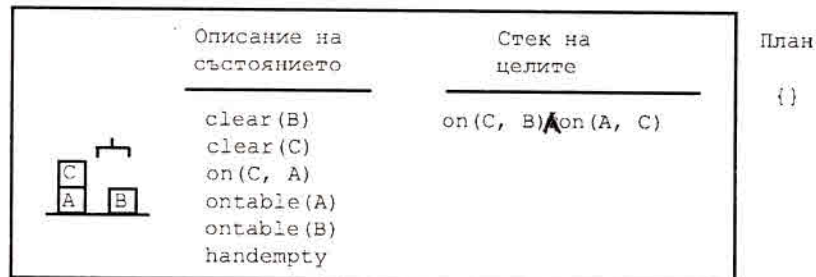 Описание на
състоянието
Стек на
целите
План
{}
clear(B)
clear(C)
on(C, A)
ontable(A)
ontable(B)
handempty
on(C, B)∧on(A, C)
C
A B